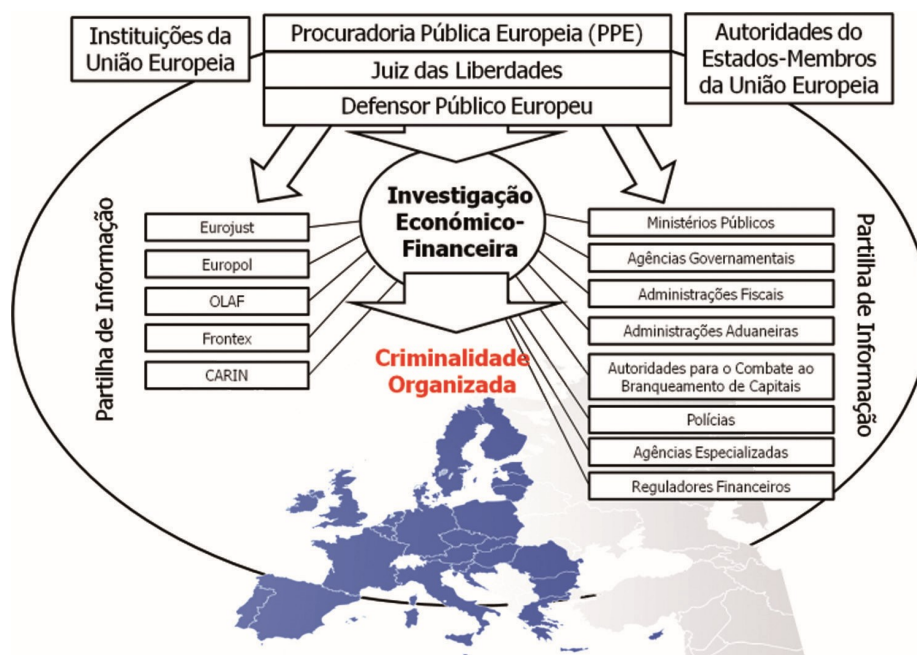 Instituições da
União Europeia
Procuradoria Pública Europeia (PPE)
Juiz das Liberdades
Defensor Público Europeu
Autoridades do
Estados-Membros
da União Europeia
Partilha de Informação
Investigação
Económico-
Financeira
Eurojust
Europol
OLAF
Frontex
CARIN
Ministérios Públicos
Agências Governamentais
Administrações Fiscais
Administrações Aduaneiras
Autoridades para o Combate ao
Branqueamento de Capitais
Polícias
Agências Especializadas
Reguladores Financeiros
Partilha de Informação
Criminalidade
Organizada